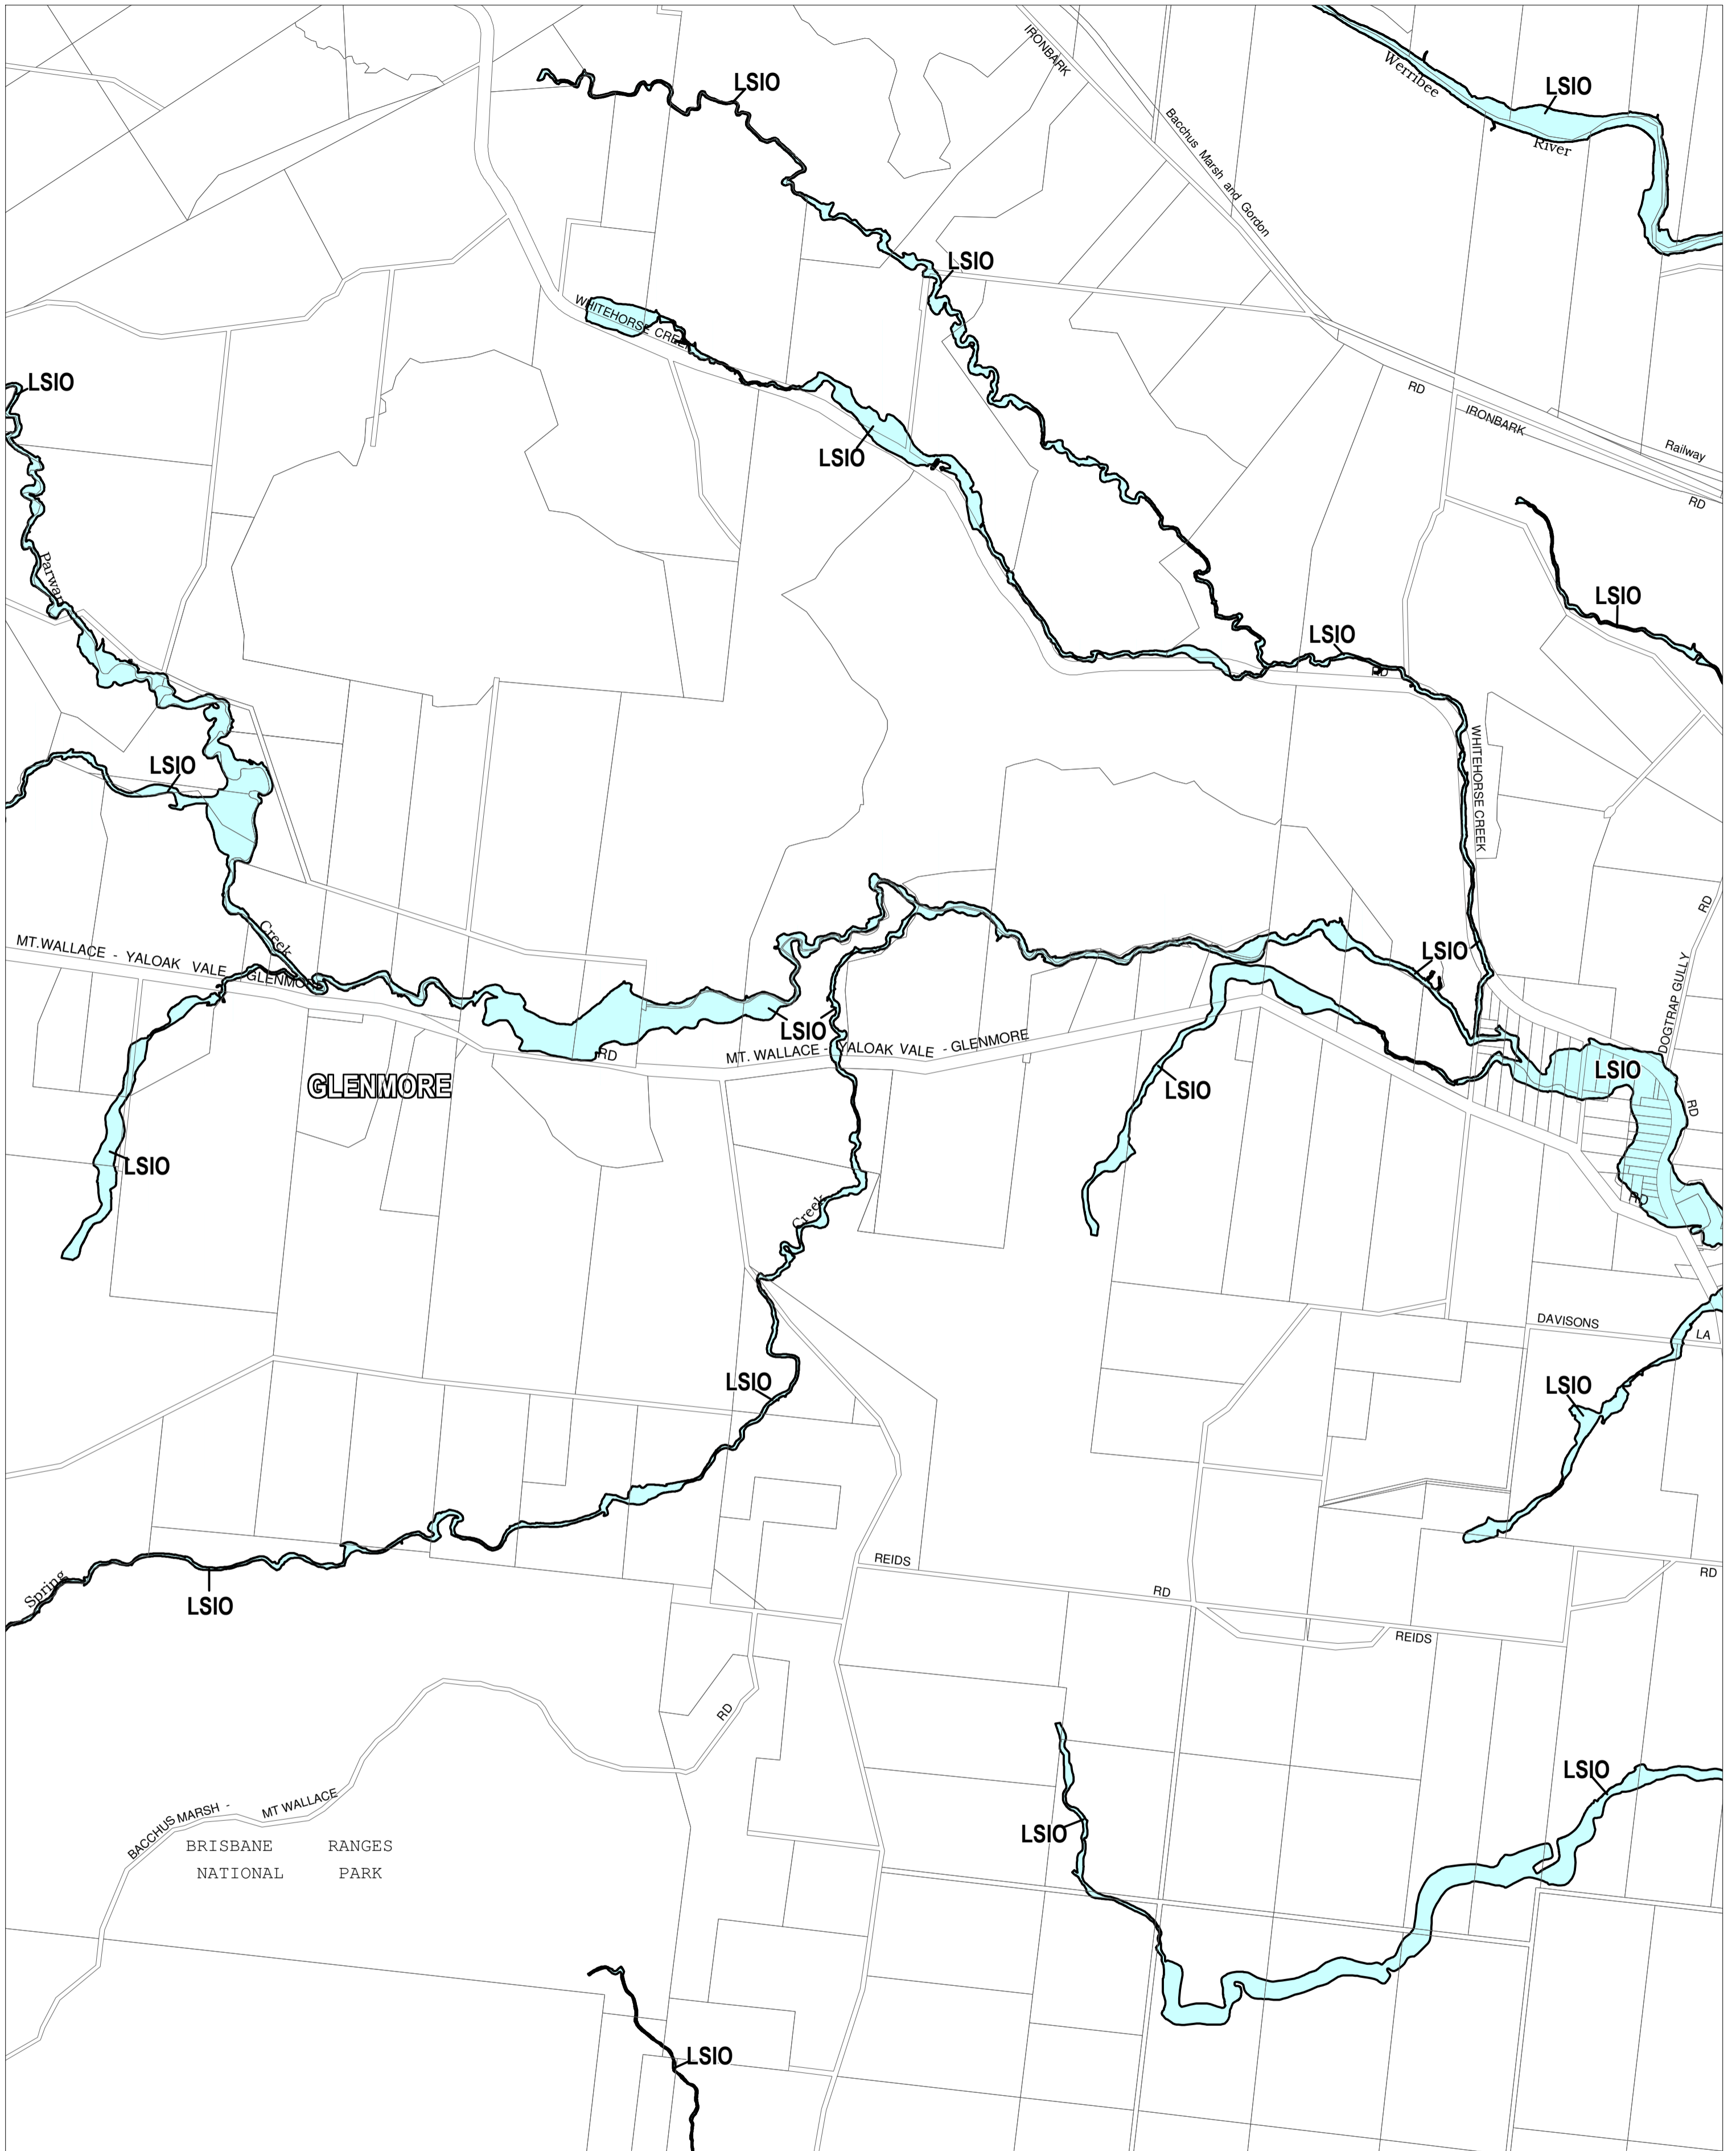 LSIO
IRONBARK
Werribee
LSIO
River
Bacchus Marsh and Gordon
LSIO
WHITEHORSE CREEK
LSIO
RD
IRONBARK
Railway
RD
LSIO
Parwan
LSIO
LSIO
RD
LSIO
WHITEHORSE CREEK
RD
Creek
MT.WALLACE - YALOAK VALE - GLENMORE
LSIO
DOGTRAP GULLY
LSIO
RD
MT. WALLACE - YALOAK VALE - GLENMORE
GLENMORE
LSIO
LSIO
RD
LSIO
RD
Creek
DAVISONS
LA
LSIO
LSIO
REIDS
RD
RD
Spring
LSIO
REIDS
RD
LSIO
BACCHUS MARSH - MT WALLACE
BRISBANE RANGES
NATIONAL PARK
LSIO
LSIO